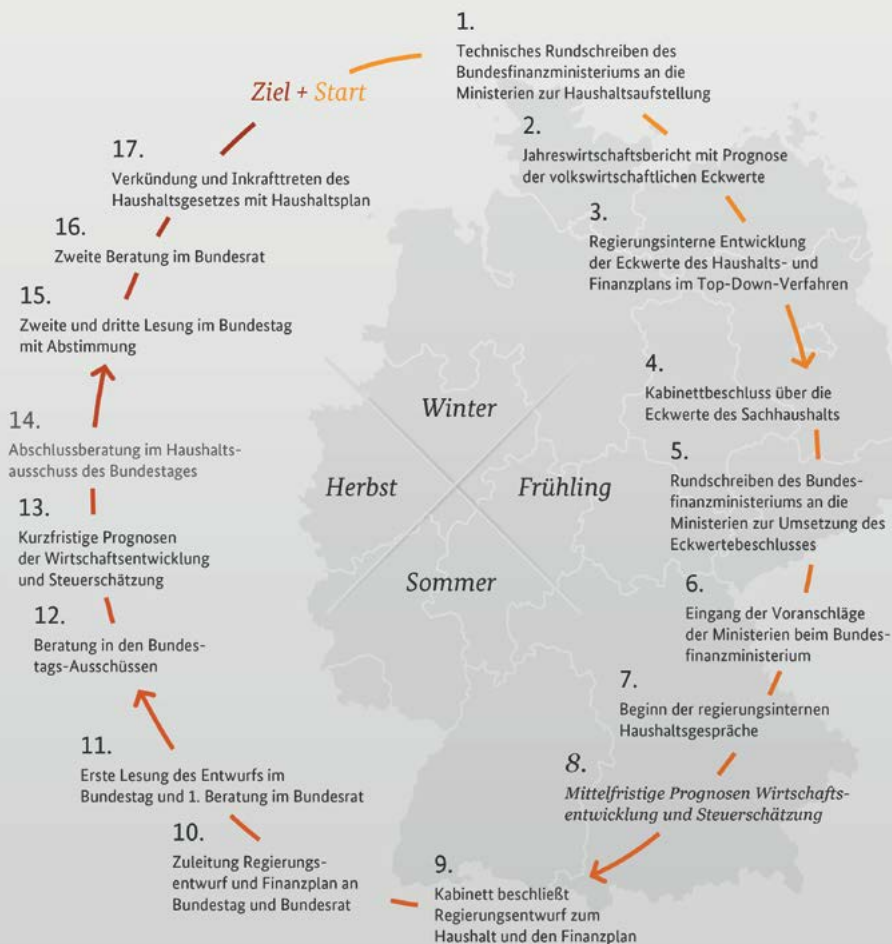 Ziel + Start
1.
Technisches Rundschreiben des
Bundesfinanzministeriums an die
Ministerien zur Haushaltsaufstellung
2.
Jahreswirtschaftsbericht mit Prognose
der volkswirtschaftlichen Eckwerte
3.
Regierungsinterne Entwicklung
der Eckwerte des Haushalts- und
Finanzplans im Top-Down-Verfahren
4.
Kabinettbeschluss über die
Eckwerte des Sachhaushalts
5.
Rundschreiben des Bundes-
finanzministeriums an die
Ministerien zur Umsetzung des
Eckwertebeschlusses
6.
Eingang der Voranschläge
der Ministerien beim Bundes-
finanzministerium
7.
Beginn der regierungsinternen
Haushaltsgespräche
8.
Mittelfristige Prognosen Wirtschafts-
entwicklung und Steuerschätzung
9.
Kabinett beschließt
Regierungsentwurf zum
Haushalt und den Finanzplan
10.
Zuleitung Regierungs-
entwurf und Finanzplan an
Bundestag und Bundesrat
11.
Erste Lesung des Entwurfs im
Bundestag und 1. Beratung im Bundesrat
12.
Beratung in den Bundes-
tags-Ausschüssen
13.
Kurzfristige Prognosen
der Wirtschaftsentwicklung
und Steuerschätzung
14.
Abschlussberatung im Haushalts-
ausschuss des Bundestages
15.
Zweite und dritte Lesung im Bundestag
mit Abstimmung
16.
Zweite Beratung im Bundesrat
17.
Verkündung und Inkrafttreten des
Haushaltsgesetzes mit Haushaltsplan
Winter
Herbst
Frühling
Sommer